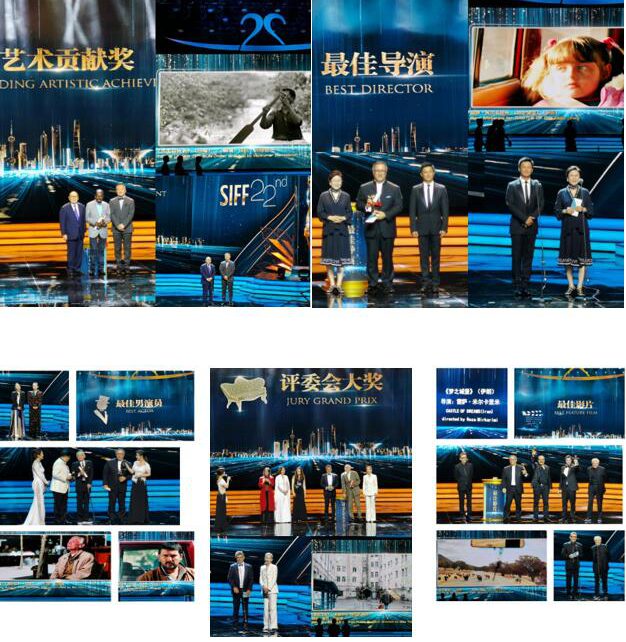 艺术贡献奖
DING ARTISTIC ACHIEV
SIFF 22nd
最佳导演
BEST DIRECTOR
最佳男演员
BEST ACTOR
评委会大奖
JURY GRAND PRIX
《梦之城堡》（伊朗）
导演：雷萨·米尔卡里米
CASTLE OF DREAMS(Iran)
directed by Reza Mirkarimi
最佳影片
BEST FEATURE FILM